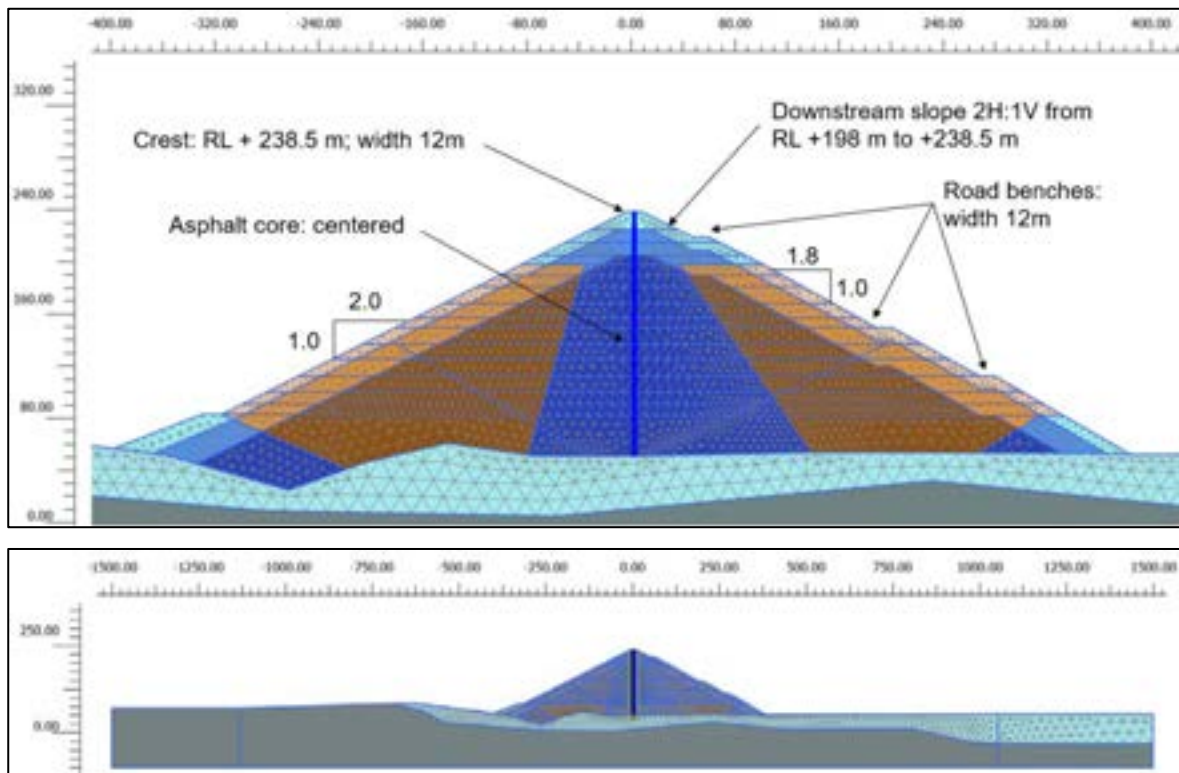 -400.00 -320.00 -240.00 -160.00 -80.00 0.00 80.00 160.00 240.00 320.00 400.00
320.00
Downstream slope 2H:1V from
RL +198 m to +238.5 m
Crest: RL + 238.5 m; width 12m
Road benches:
width 12m
240.00
Asphalt core: centered
1.8
1.0
160.00
2.0
1.0
80.00
0.00
-1500.00 -1250.00 -1000.00 -750.00 -500.00 -250.00 0.00 250.00 500.00 750.00 1000.00 1250.00 1500.00
250.00
0.00